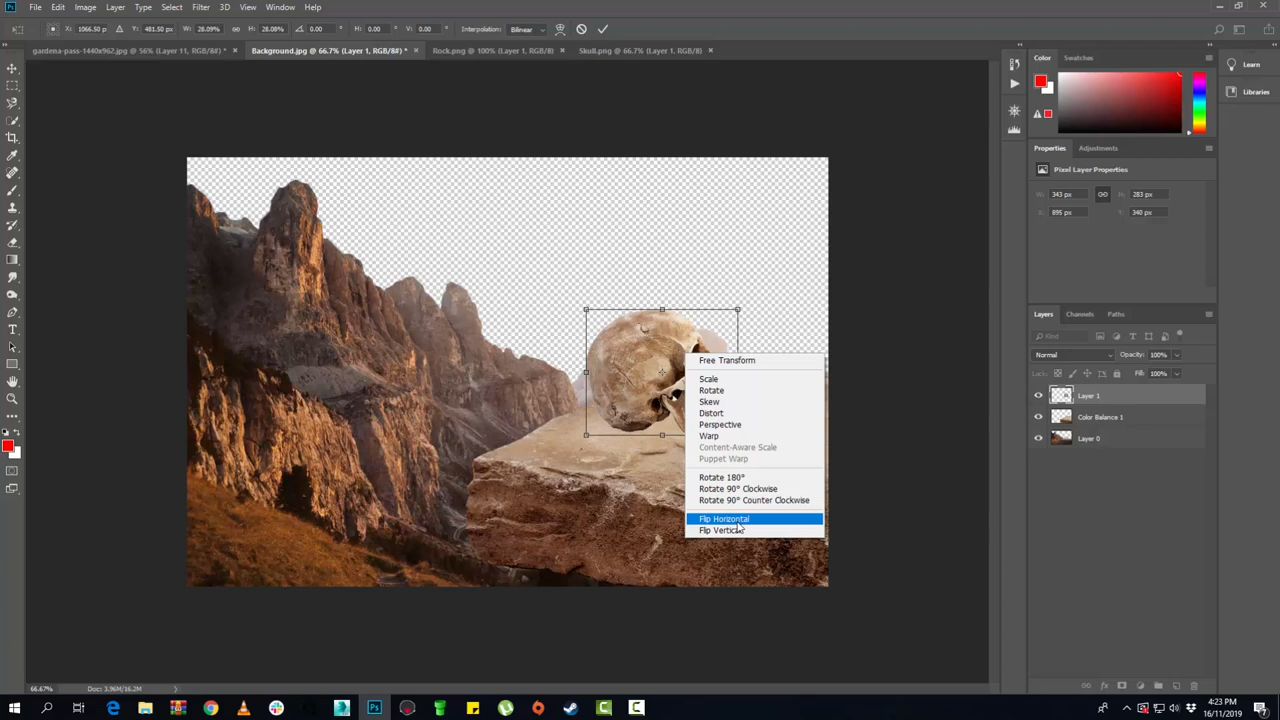 Ps File Edit Image Layer Type Select Filter 3D View Window Help
X: 1066.50 p Y: 481.50 px W: 28.09% H: 28.08% 0.00 H: 0.00 V: 0.00 Interpolation: Bilinear
gardena-pass-1440x962.jpg @ 56% (Layer 11, RGB/8#) * × Background.jpg @ 66.7% (Layer 1, RGB/8#) * × Rock.png @ 100% (Layer 1, RGB/8) × Skull.png @ 66.7% (Layer 1, RGB/8) ×
Color Swatches
Learn
Libraries
Properties Adjustments
Pixel Layer Properties
W: 343 px H: 283 px
X: 895 px Y: 340 px
Layers Channels Paths
Kind
Normal Opacity: 100%
Lock: Fill: 100%
Layer 1
Color Balance 1
Layer 0
Free Transform
Scale
Rotate
Skew
Distort
Perspective
Warp
Content-Aware Scale
Puppet Warp
Rotate 180°
Rotate 90° Clockwise
Rotate 90° Counter Clockwise
Flip Horizontal
Flip Vertical
66.67% Doc: 3.96M/16.2M
Ps
4:23 PM
16/11/2019